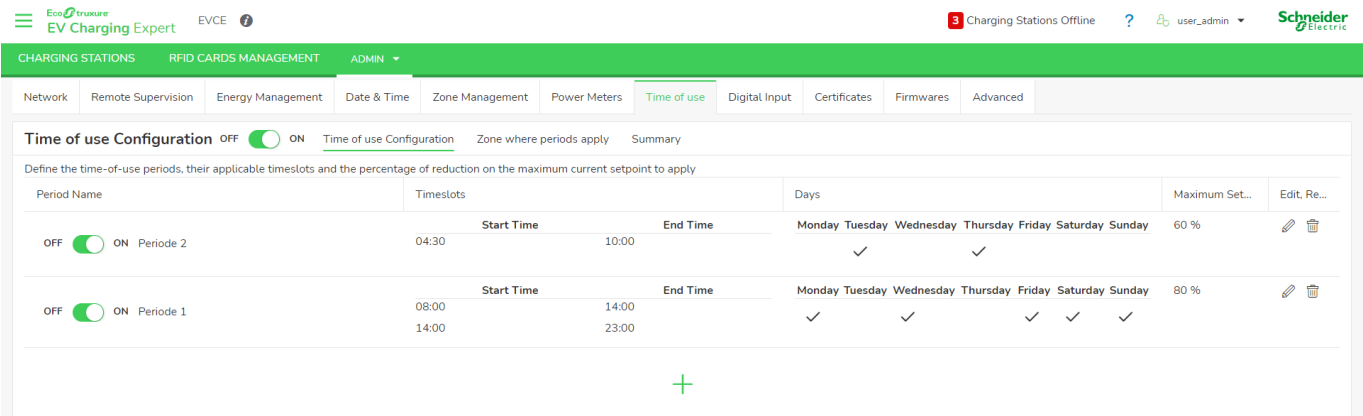 EcoStruxure
EV Charging Expert
EVCE
3 Charging Stations Offline
?
user_admin
Schneider
Electric
CHARGING STATIONS RFID CARDS MANAGEMENT ADMIN
Network Remote Supervision Energy Management Date & Time Zone Management Power Meters Time of use Digital Input Certificates Firmwares Advanced
Time of use Configuration OFF ON Time of use Configuration Zone where periods apply Summary
Define the time-of-use periods, their applicable timeslots and the percentage of reduction on the maximum current setpoint to apply
Period Name Timeslots Days Maximum Set... Edit, Re...
Start Time End Time Monday Tuesday Wednesday Thursday Friday Saturday Sunday 60 %
OFF ON Periode 2 04:30 10:00
Start Time End Time Monday Tuesday Wednesday Thursday Friday Saturday Sunday 80 %
08:00 14:00
OFF ON Periode 1
14:00 23:00